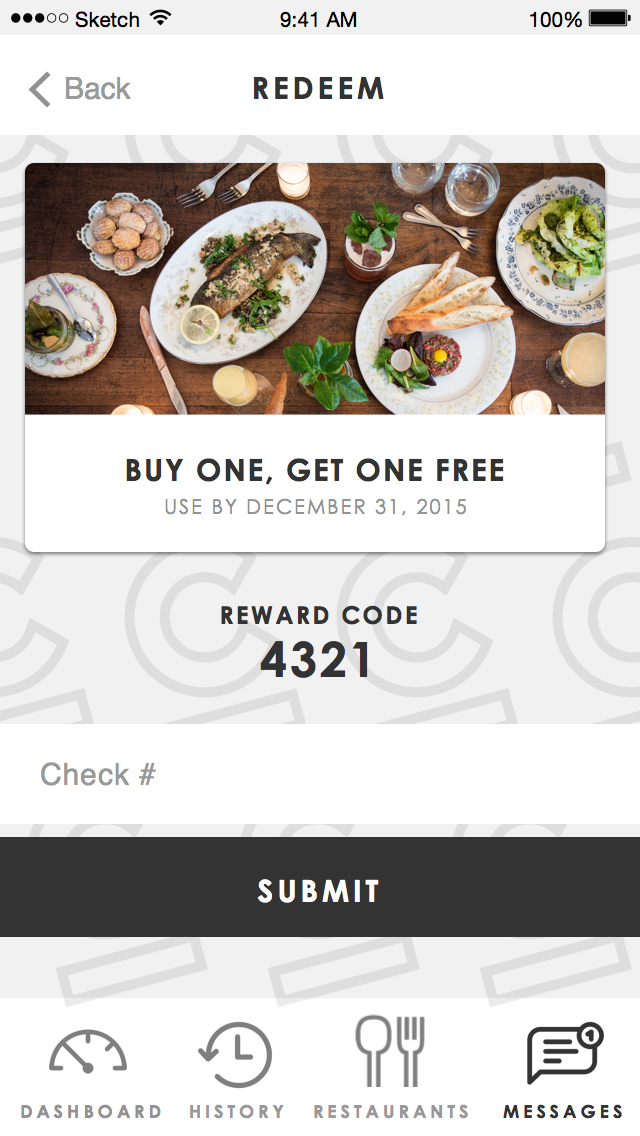 Sketch 9:41 AM 100%
Back REDEEM
BUY ONE, GET ONE FREE
USE BY DECEMBER 31, 2015
REWARD CODE
4321
Check #
SUBMIT
1
DASHBOARD HISTORY RESTAURANTS MESSAGES